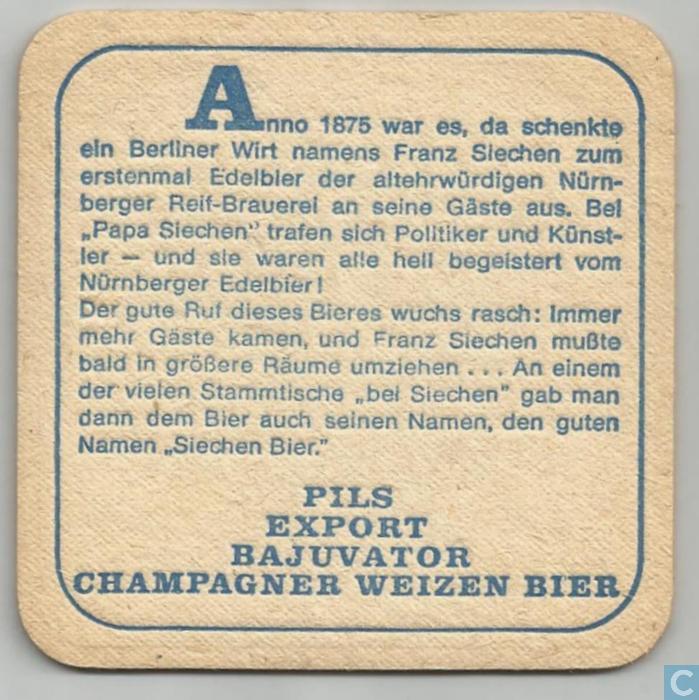 Anno 1875 war es, da schenkte
ein Berliner Wirt namens Franz Siechen zum
erstenmal Edelbier der altehrwürdigen Nürn-
berger Reif-Brauerei an seine Gäste aus. Bei
„Papa Siechen“ trafen sich Politiker und Künst-
ler — und sie waren alle hell begeistert vom
Nürnberger Edelbier!
Der gute Ruf dieses Bieres wuchs rasch: Immer
mehr Gäste kamen, und Franz Siechen mußte
bald in größere Räume umziehen ... An einem
der vielen Stammtische „bei Siechen” gab man
dann dem Bier auch seinen Namen, den guten
Namen „Siechen Bier.”
PILS
EXPORT
BAJUVATOR
CHAMPAGNER WEIZEN BIER
C